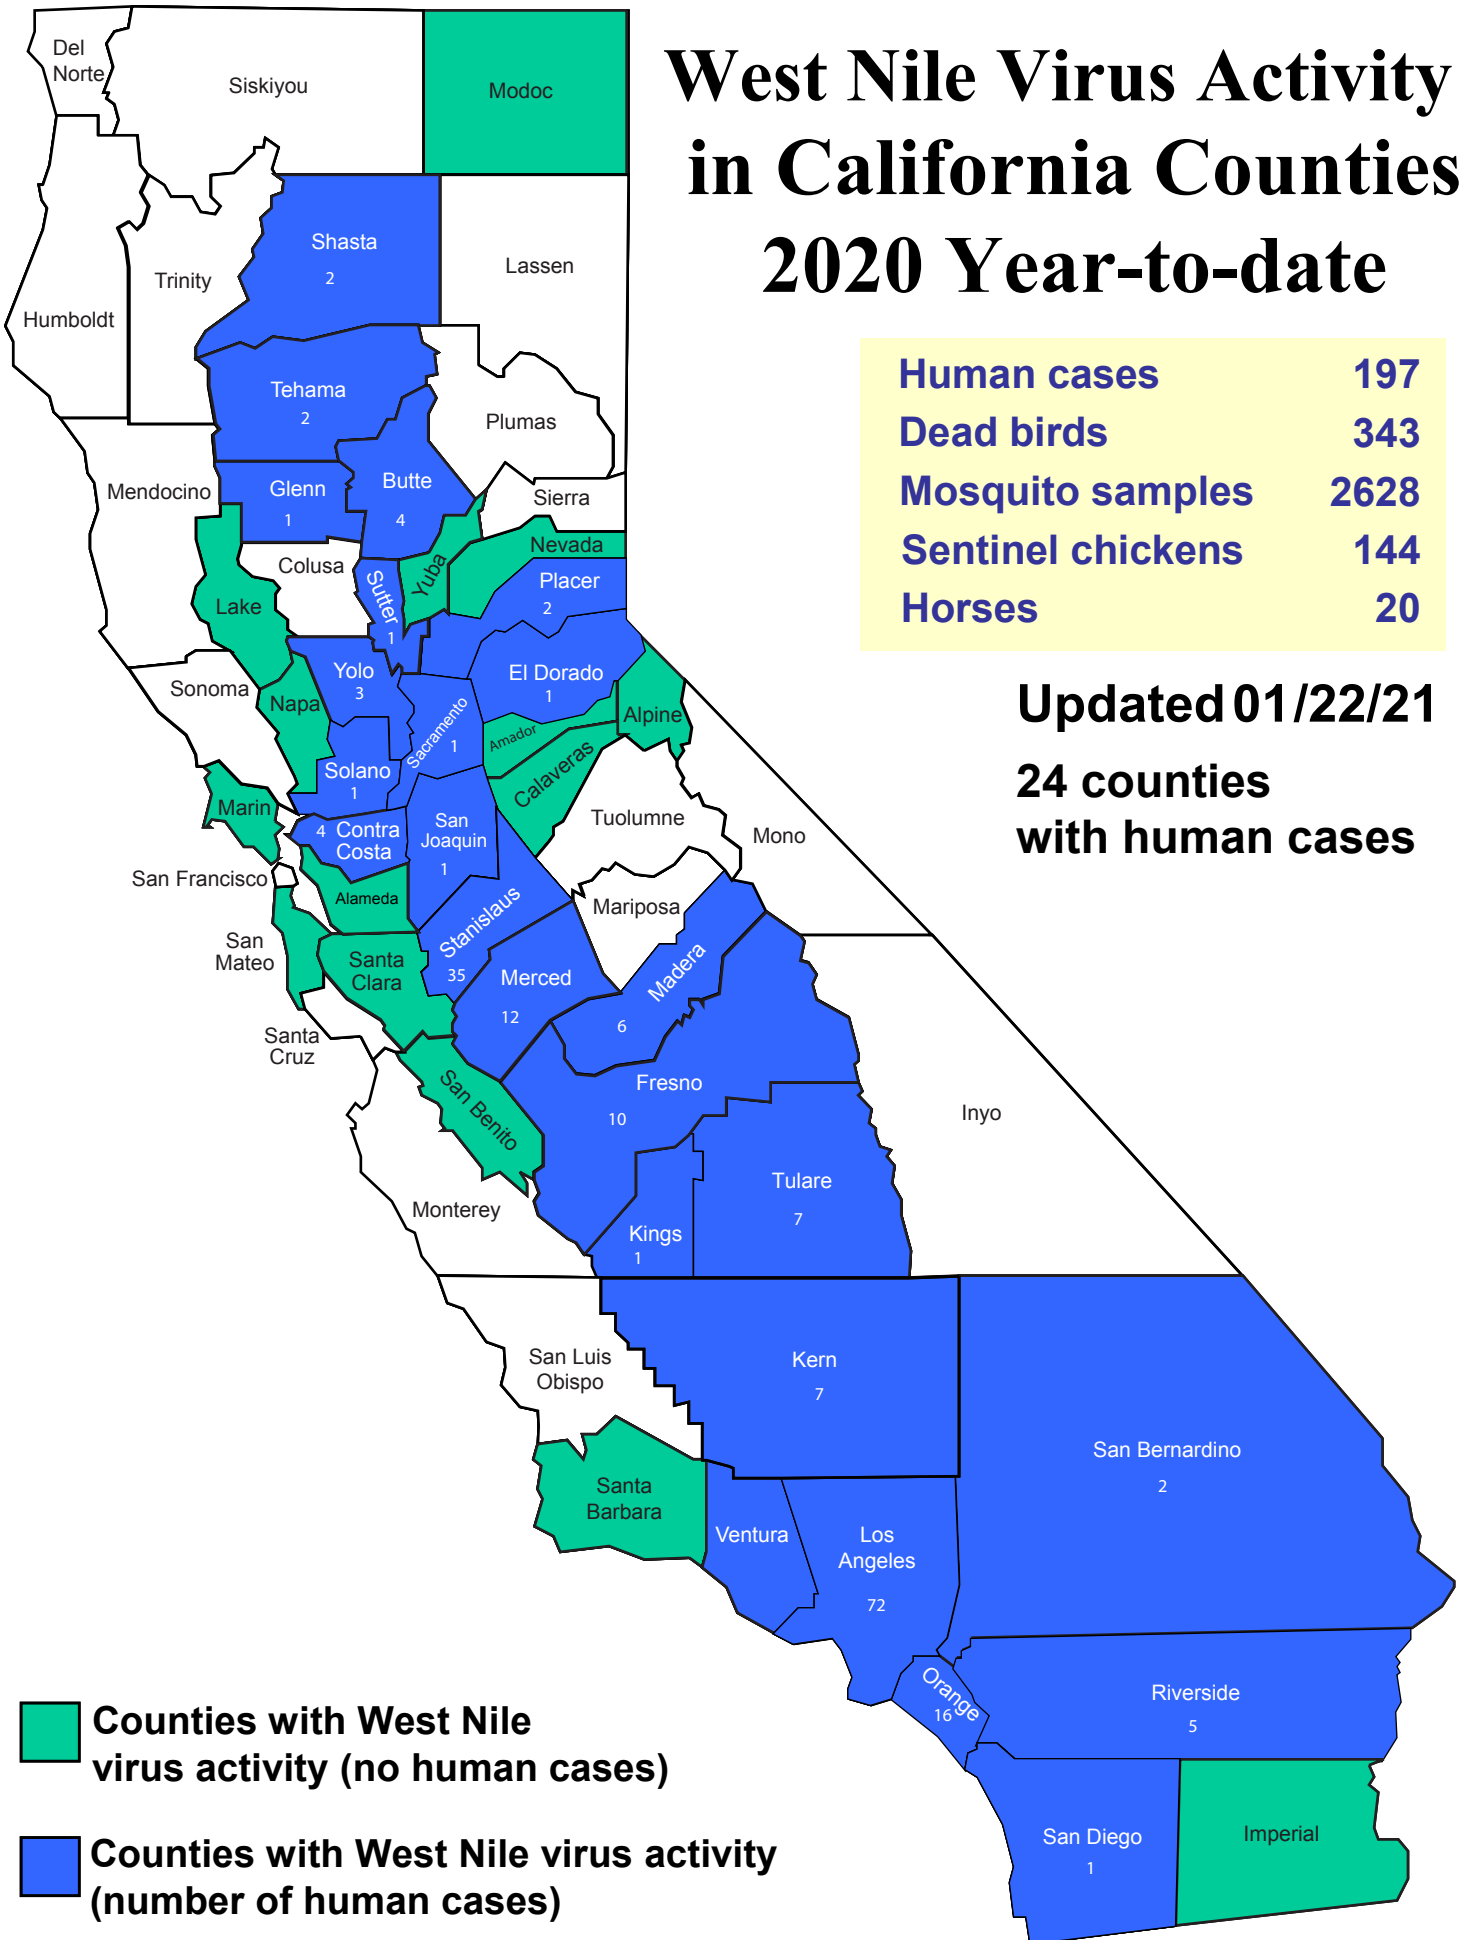 West Nile Virus Activity
in California Counties
2020 Year-to-date
Human cases 197
Dead birds 343
Mosquito samples 2628
Sentinel chickens 144
Horses 20
Updated 01/22/21
24 counties
with human cases
Del
Norte
Siskiyou
Modoc
Shasta
2
Lassen
Trinity
Humboldt
Tehama
2
Plumas
Mendocino
Glenn
1
Butte
4
Sierra
Colusa
Sutter
1
Yuba
Nevada
Placer
2
Lake
Yolo
3
El Dorado
1
Sonoma
Napa
Sacramento
1
Amador
Alpine
Calaveras
Solano
1
Marin
4 Contra
Costa
San
Joaquin
1
Tuolumne
Mono
San Francisco
Alameda
Mariposa
Stanislaus
35
San
Mateo
Santa
Clara
Merced
12
Madera
6
Santa
Cruz
Fresno
10
San Benito
Inyo
Tulare
7
Monterey
Kings
1
San Luis
Obispo
Kern
7
San Bernardino
2
Santa
Barbara
Ventura
Los
Angeles
72
Orange
16
Riverside
5
San Diego
1
Imperial
Counties with West Nile
virus activity (no human cases)
Counties with West Nile virus activity
(number of human cases)